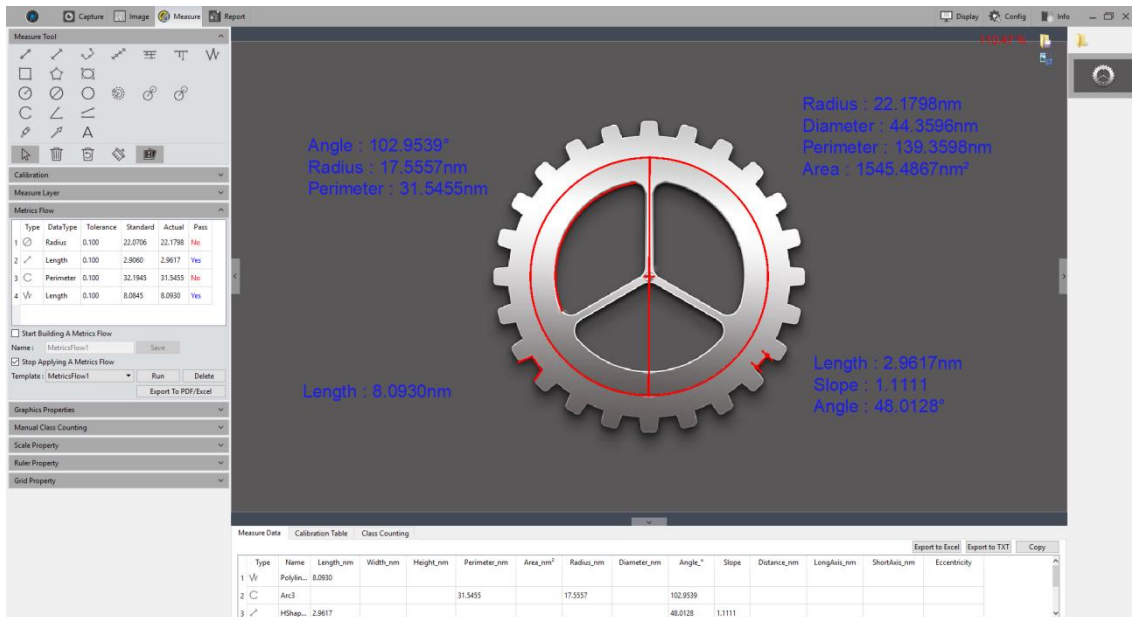 Capture Image Measure Report Display Config Info
Measure Tool
A
Calibration
Measure Layer
Metrics Flow
Type DataType Tolerance Standard Actual Pass
1 Radius 0.100 22.0706 22.1798 No
2 Length 0.100 2.9060 2.9617 Yes
3 Perimeter 0.100 32.1945 31.5455 No
4 Length 0.100 8.0845 8.0930 Yes
Start Building A Metrics Flow
Name: MetricsFlow1 Save
Stop Applying A Metrics Flow
Template: MetricsFlow1 Run Delete
Export To PDF/Excel
Graphics Properties
Manual Class Counting
Scale Property
Ruler Property
Grid Property
Angle : 102.9539°
Radius : 17.5557nm
Perimeter : 31.5455nm
Radius : 22.1798nm
Diameter : 44.3596nm
Perimeter : 139.3598nm
Area : 1545.4867nm²
Length : 8.0930nm
Length : 2.9617nm
Slope : 1.1111
Angle : 48.0128°
Measure Data Calibration Table Class Counting
Export to Excel Export to TXT Copy
Type Name Length_nm Width_nm Height_nm Perimeter_nm Area_nm² Radius_nm Diameter_nm Angle_° Slope Distance_nm LongAxis_nm ShortAxis_nm Eccentricity
1 Polylin... 8.0930
2 Arc3 31.5455 17.5557 102.9539
3 HShap... 2.9617 48.0128 1.1111